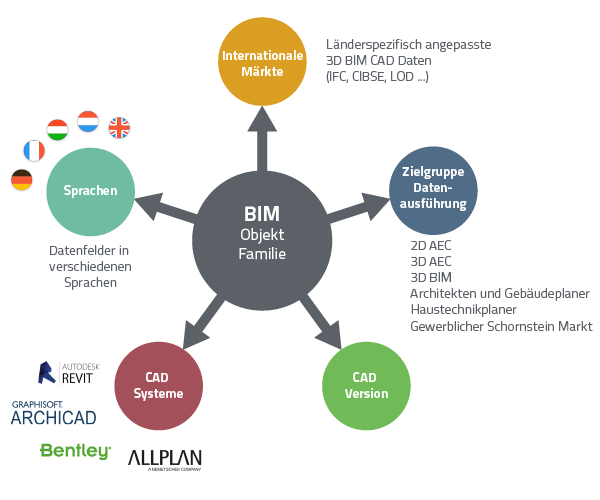 Internationale
Märkte
Länderspezifisch angepasste
3D BIM CAD Daten
(IFC, CIBSE, LOD ...)
Sprachen
Datenfelder in
verschiedenen
Sprachen
BIM
Objekt
Familie
Zielgruppe
Daten-
ausführung
2D AEC
3D AEC
3D BIM
Architekten und Gebäudeplaner
Haustechnikplaner
Gewerblicher Schornstein Markt
CAD
Systeme
AUTODESK
REVIT
GRAPHISOFT.
ARCHICAD
Bentley
ALLPLAN
A NEMETSCHEK COMPANY
CAD
Version